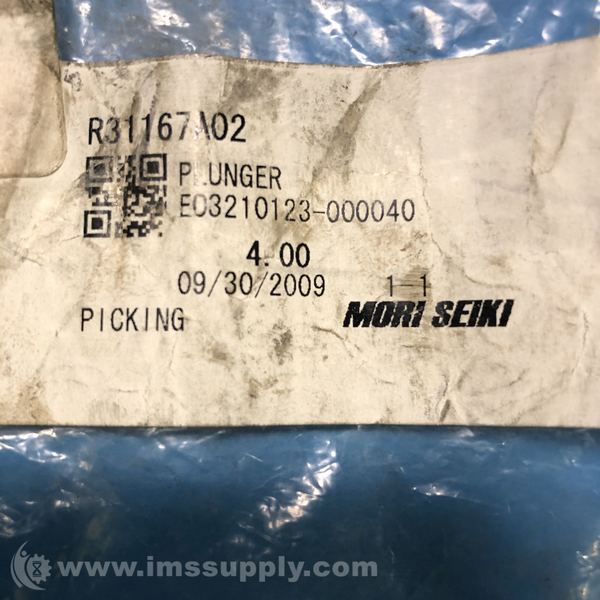 R31167A02
PLUNGER
E03210123-000040
4.00
09/30/2009 1-1
PICKING MORI SEIKI
www.imssupply.com